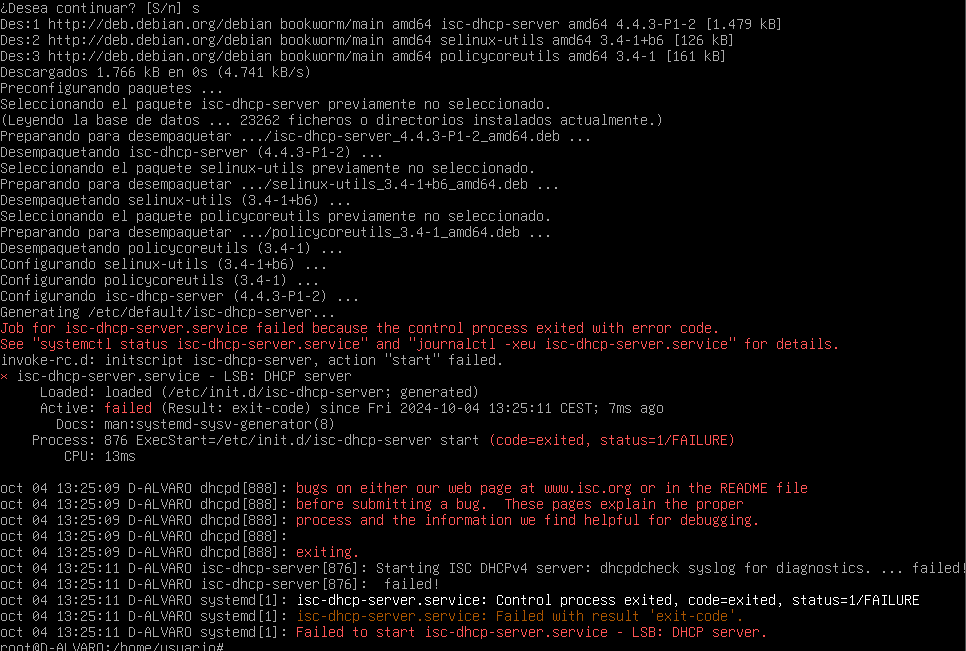 ¿Desea continuar? [S/n] s
Des:1 http://deb.debian.org/debian bookworm/main amd64 isc-dhcp-server amd64 4.4.3-P1-2 [1.479 kB]
Des:2 http://deb.debian.org/debian bookworm/main amd64 selinux-utils amd64 3.4-1+b6 [126 kB]
Des:3 http://deb.debian.org/debian bookworm/main amd64 policycoreutils amd64 3.4-1 [161 kB]
Descargados 1.766 kB en 0s (4.741 kB/s)
Preconfigurando paquetes ...
Seleccionando el paquete isc-dhcp-server previamente no seleccionado.
(Leyendo la base de datos ... 23262 ficheros o directorios instalados actualmente.)
Preparando para desempaquetar .../isc-dhcp-server_4.4.3-P1-2_amd64.deb ...
Desempaquetando isc-dhcp-server (4.4.3-P1-2) ...
Seleccionando el paquete selinux-utils previamente no seleccionado.
Preparando para desempaquetar .../selinux-utils_3.4-1+b6_amd64.deb ...
Desempaquetando selinux-utils (3.4-1+b6) ...
Seleccionando el paquete policycoreutils previamente no seleccionado.
Preparando para desempaquetar .../policycoreutils_3.4-1_amd64.deb ...
Desempaquetando policycoreutils (3.4-1) ...
Configurando selinux-utils (3.4-1+b6) ...
Configurando policycoreutils (3.4-1) ...
Configurando isc-dhcp-server (4.4.3-P1-2) ...
Generating /etc/default/isc-dhcp-server...
Job for isc-dhcp-server.service failed because the control process exited with error code.
See "systemctl status isc-dhcp-server.service" and "journalctl -xeu isc-dhcp-server.service" for details.
invoke-rc.d: initscript isc-dhcp-server, action "start" failed.
× isc-dhcp-server.service - LSB: DHCP server
Loaded: loaded (/etc/init.d/isc-dhcp-server; generated)
Active: failed (Result: exit-code) since Fri 2024-10-04 13:25:11 CEST; 7ms ago
Docs: man:systemd-sysv-generator(8)
Process: 876 ExecStart=/etc/init.d/isc-dhcp-server start (code=exited, status=1/FAILURE)
CPU: 13ms
oct 04 13:25:09 D-ALVARO dhcpd[888]: bugs on either our web page at www.isc.org or in the README file
oct 04 13:25:09 D-ALVARO dhcpd[888]: before submitting a bug.  These pages explain the proper
oct 04 13:25:09 D-ALVARO dhcpd[888]: process and the information we find helpful for debugging.
oct 04 13:25:09 D-ALVARO dhcpd[888]:
oct 04 13:25:09 D-ALVARO dhcpd[888]: exiting.
oct 04 13:25:11 D-ALVARO isc-dhcp-server[876]: Starting ISC DHCPv4 server: dhcpdcheck syslog for diagnostics. ... failed!
oct 04 13:25:11 D-ALVARO isc-dhcp-server[876]:  failed!
oct 04 13:25:11 D-ALVARO systemd[1]: isc-dhcp-server.service: Control process exited, code=exited, status=1/FAILURE
oct 04 13:25:11 D-ALVARO systemd[1]: isc-dhcp-server.service: Failed with result 'exit-code'.
oct 04 13:25:11 D-ALVARO systemd[1]: Failed to start isc-dhcp-server.service - LSB: DHCP server.
root@D-ALVARO:/home/usuario#